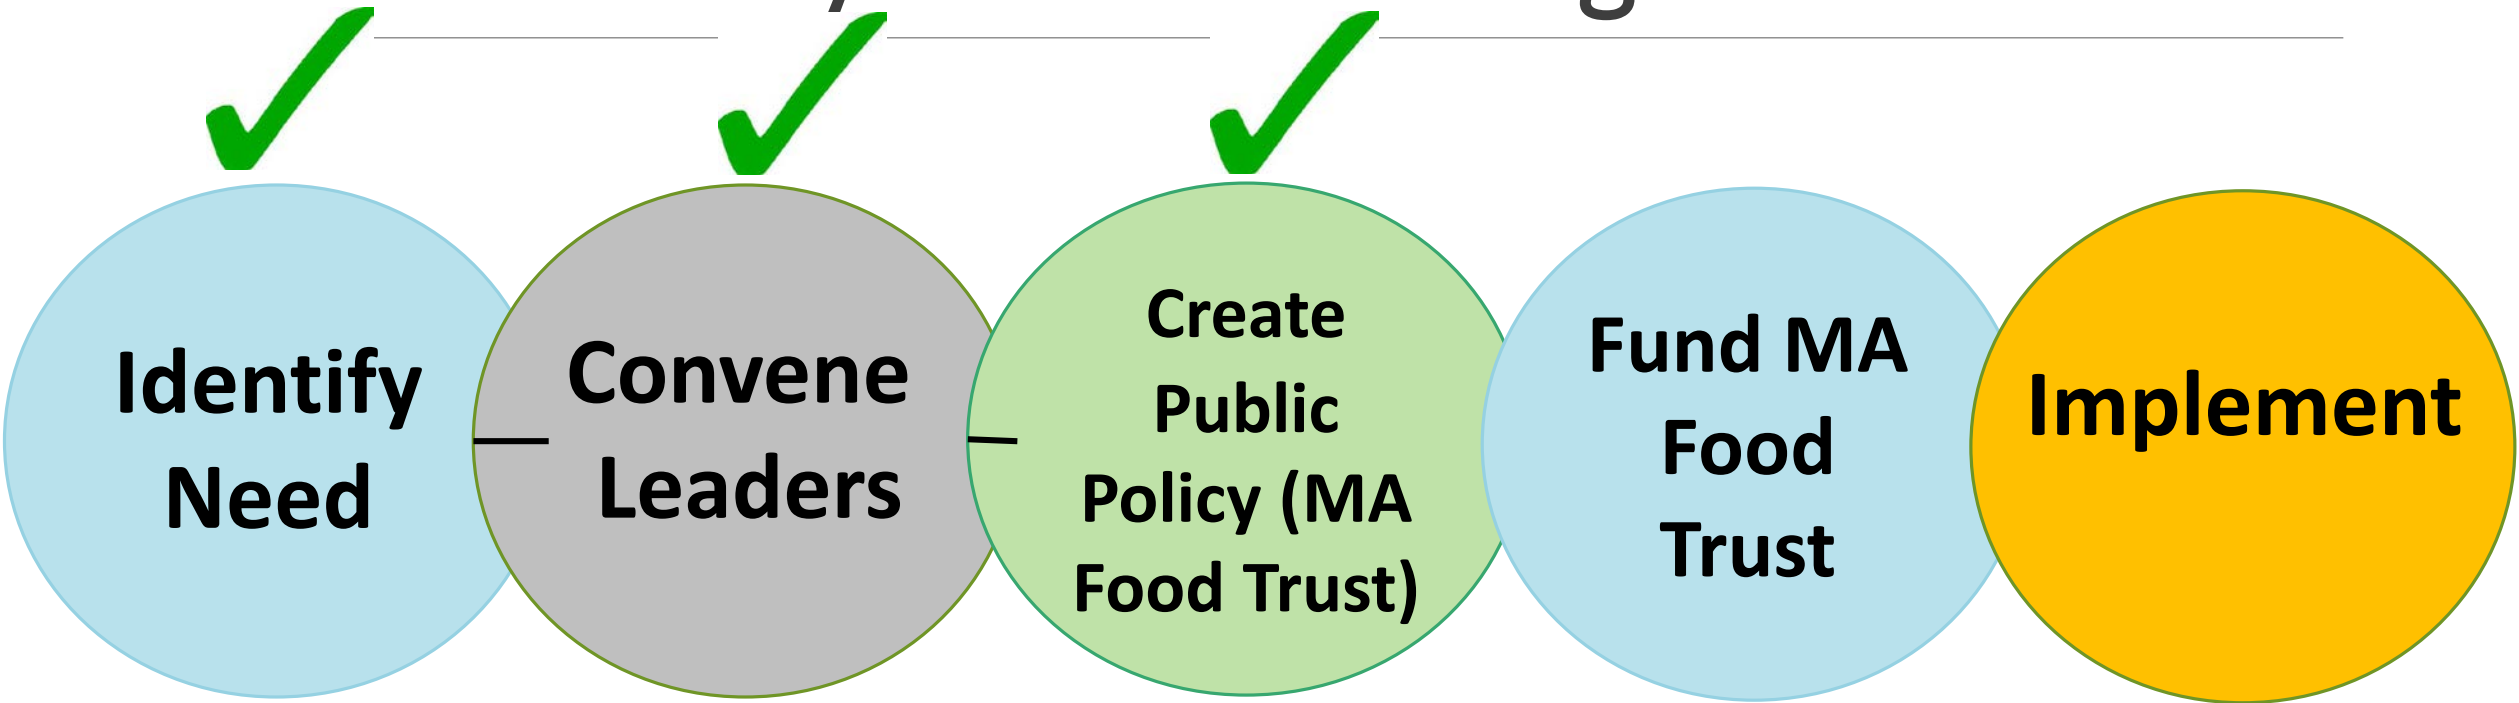 Identify
Need
Convene
Leaders
Create
Public
Policy (MA
Food Trust)
Fund MA
Food
Trust
Implement